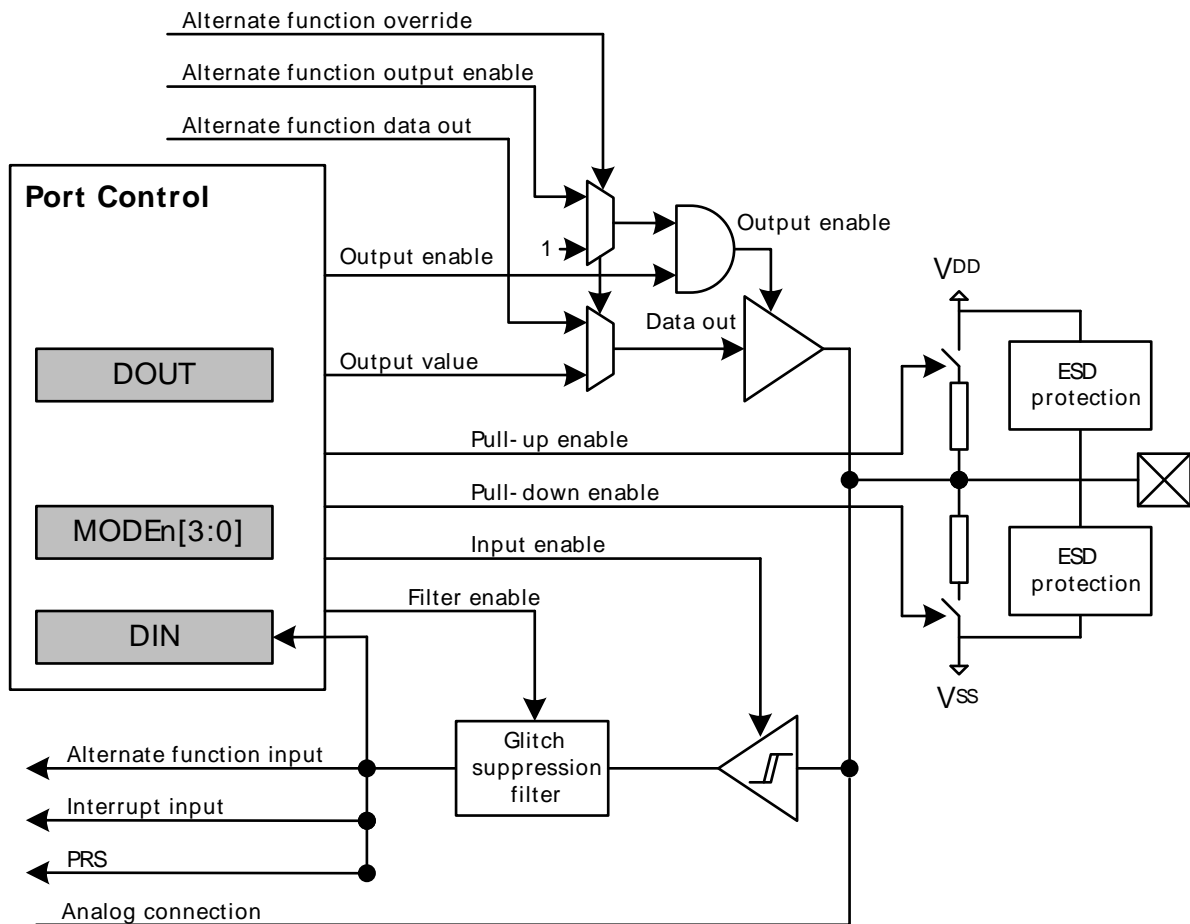 Alternate function override
Alternate function output enable
Alternate function data out
Port Control
Output enable
1
Output enable
VDD
Data out
DOUT
Output value
ESD
protection
Pull-up enable
Pull-down enable
MODEn[3:0]
Input enable
ESD
protection
Filter enable
DIN
VSS
Glitch
suppression
filter
Alternate function input
Interrupt input
PRS
Analog connection